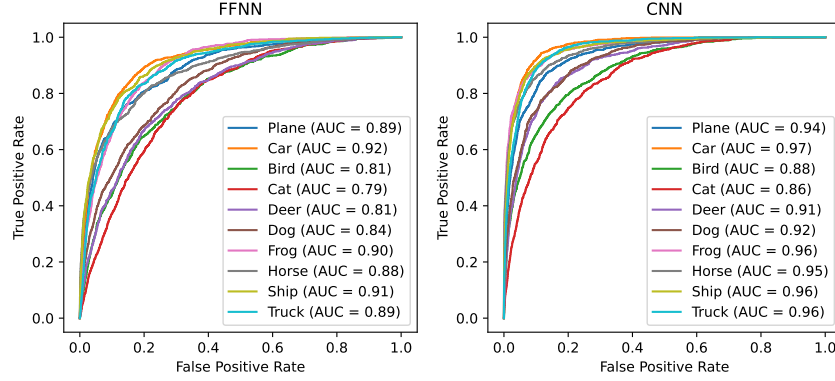 FFNN
1.0
0.8
0.6
0.4
0.2
0.0
True Positive Rate
Plane (AUC = 0.89)
Car (AUC = 0.92)
Bird (AUC = 0.81)
Cat (AUC = 0.79)
Deer (AUC = 0.81)
Dog (AUC = 0.84)
Frog (AUC = 0.90)
Horse (AUC = 0.88)
Ship (AUC = 0.91)
Truck (AUC = 0.89)
0.0 0.2 0.4 0.6 0.8 1.0
False Positive Rate
CNN
1.0
0.8
0.6
0.4
0.2
0.0
True Positive Rate
Plane (AUC = 0.94)
Car (AUC = 0.97)
Bird (AUC = 0.88)
Cat (AUC = 0.86)
Deer (AUC = 0.91)
Dog (AUC = 0.92)
Frog (AUC = 0.96)
Horse (AUC = 0.95)
Ship (AUC = 0.96)
Truck (AUC = 0.96)
0.0 0.2 0.4 0.6 0.8 1.0
False Positive Rate